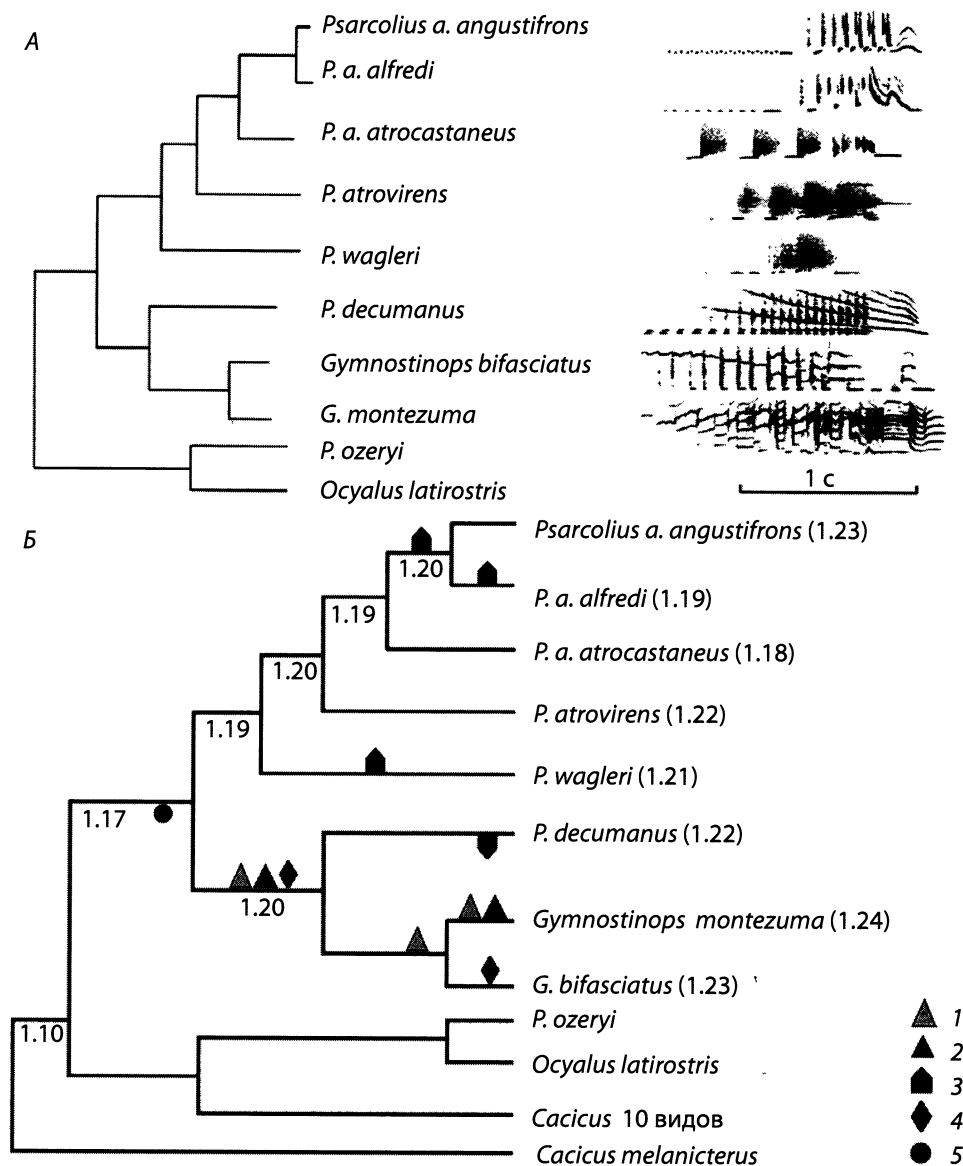 А
Psarcolius a. angustifrons
P. a. alfredi
P. a. atrocastaneus
P. atrovirens
P. wagleri
P. decumanus
Gymnostinops bifasciatus
G. montezuma
P. ozeryi
Ocyalus latirostris
1 с
Б
Psarcolius a. angustifrons (1.23)
1.20
P. a. alfredi (1.19)
1.19
P. a. atrocastaneus (1.18)
1.20
P. atrovirens (1.22)
1.19
P. wagleri (1.21)
1.17
P. decumanus (1.22)
1.20
Gymnostinops montezuma (1.24)
G. bifasciatus (1.23)
1.10
P. ozeryi
Ocyalus latirostris
Cacicus 10 видов
Cacicus melanicterus
1
2
3
4
5